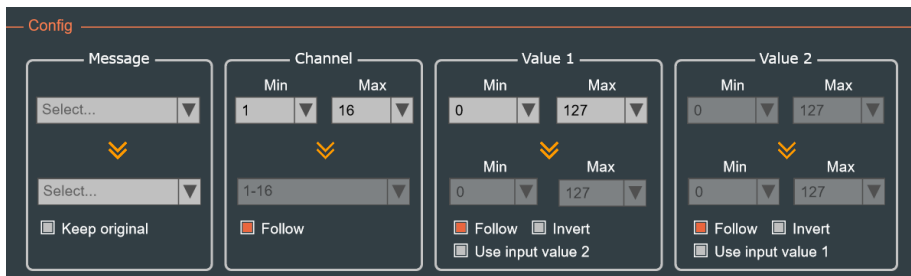 Config
Message
Select...
Select...
Keep original
Channel
Min Max
1 16
1-16
Follow
Value 1
Min Max
0 127
Min Max
0 127
Follow Invert
Use input value 2
Value 2
Min Max
0 127
Min Max
0 127
Follow Invert
Use input value 1